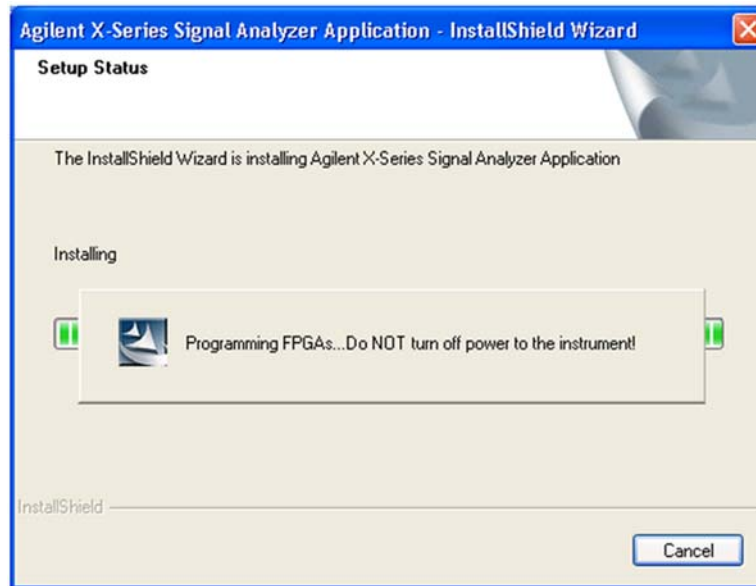 Agilent X-Series Signal Analyzer Application - InstallShield Wizard
Setup Status
The InstallShield Wizard is installing Agilent X-Series Signal Analyzer Application
Installing
Programming FPGAs...Do NOT turn off power to the instrument!
InstallShield
Cancel